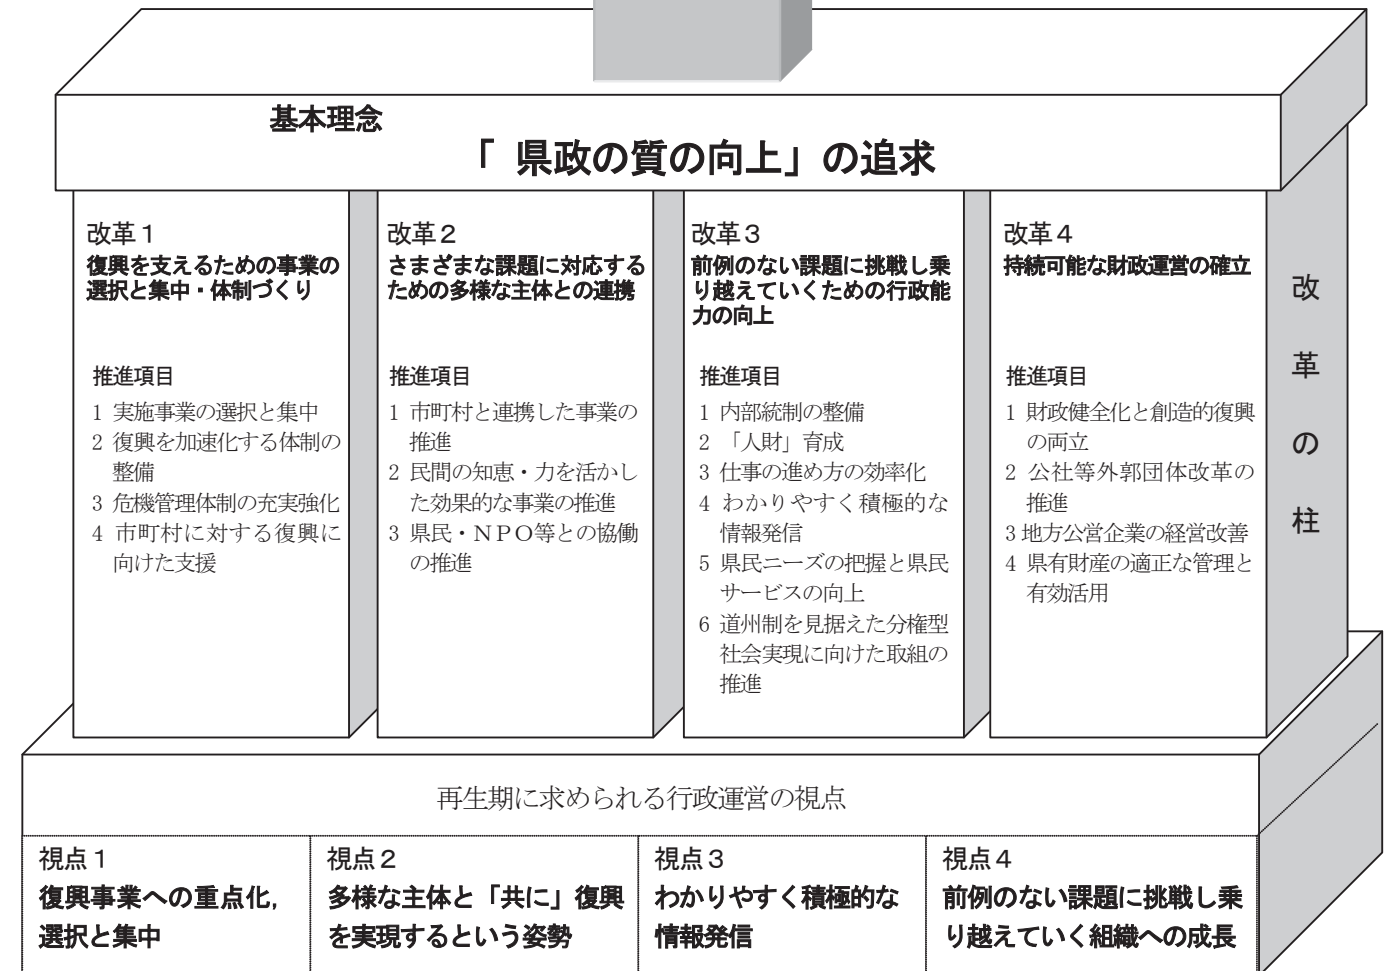 基本理念
「 県政の質の向上」の追求
改革１
復興を支えるための事業の
選択と集中・体制づくり
推進項目
1 実施事業の選択と集中
2 復興を加速化する体制の
整備
3 危機管理体制の充実強化
4 市町村に対する復興に
向けた支援
改革２
さまざまな課題に対応する
ための多様な主体との連携
推進項目
1 市町村と連携した事業の
推進
2 民間の知恵・力を活かし
た効果的な事業の推進
3 県民・ＮＰＯ等との協働
の推進
改革３
前例のない課題に挑戦し乗
り越えていくための行政能
力の向上
推進項目
1 内部統制の整備
2 「人財」育成
3 仕事の進め方の効率化
4 わかりやすく積極的な
情報発信
5 県民ニーズの把握と県民
サービスの向上
6 道州制を見据えた分権型
社会実現に向けた取組の
推進
改革４
持続可能な財政運営の確立
推進項目
1 財政健全化と創造的復興
の両立
2 公社等外郭団体改革の
推進
3 地方公営企業の経営改善
4 県有財産の適正な管理と
有効活用
改革の柱
再生期に求められる行政運営の視点
視点１
復興事業への重点化，
選択と集中
視点２
多様な主体と「共に」復興
を実現するという姿勢
視点３
わかりやすく積極的な
情報発信
視点４
前例のない課題に挑戦し乗
り越えていく組織への成長